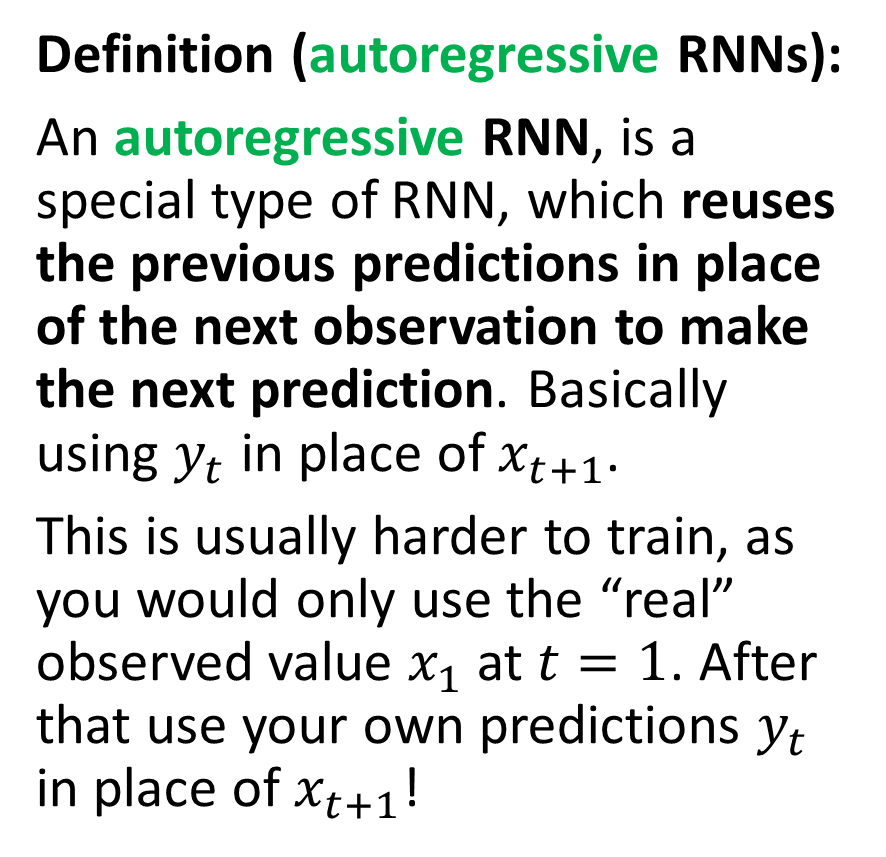 Definition (autoregressive RNNs):
An autoregressive RNN, is a
special type of RNN, which reuses
the previous predictions in place
of the next observation to make
the next prediction. Basically
using 𝑦ₜ in place of 𝑥ₜ₊₁.
This is usually harder to train, as
you would only use the “real”
observed value 𝑥₁ at 𝑡 = 1. After
that use your own predictions 𝑦ₜ
in place of 𝑥ₜ₊₁!